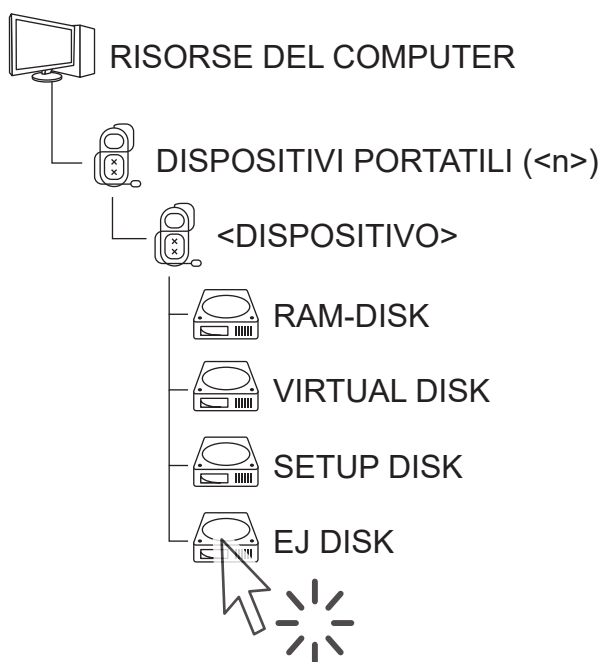 RISORSE DEL COMPUTER
DISPOSITIVI PORTATILI (<n>)
<DISPOSITIVO>
RAM-DISK
VIRTUAL DISK
SETUP DISK
EJ DISK